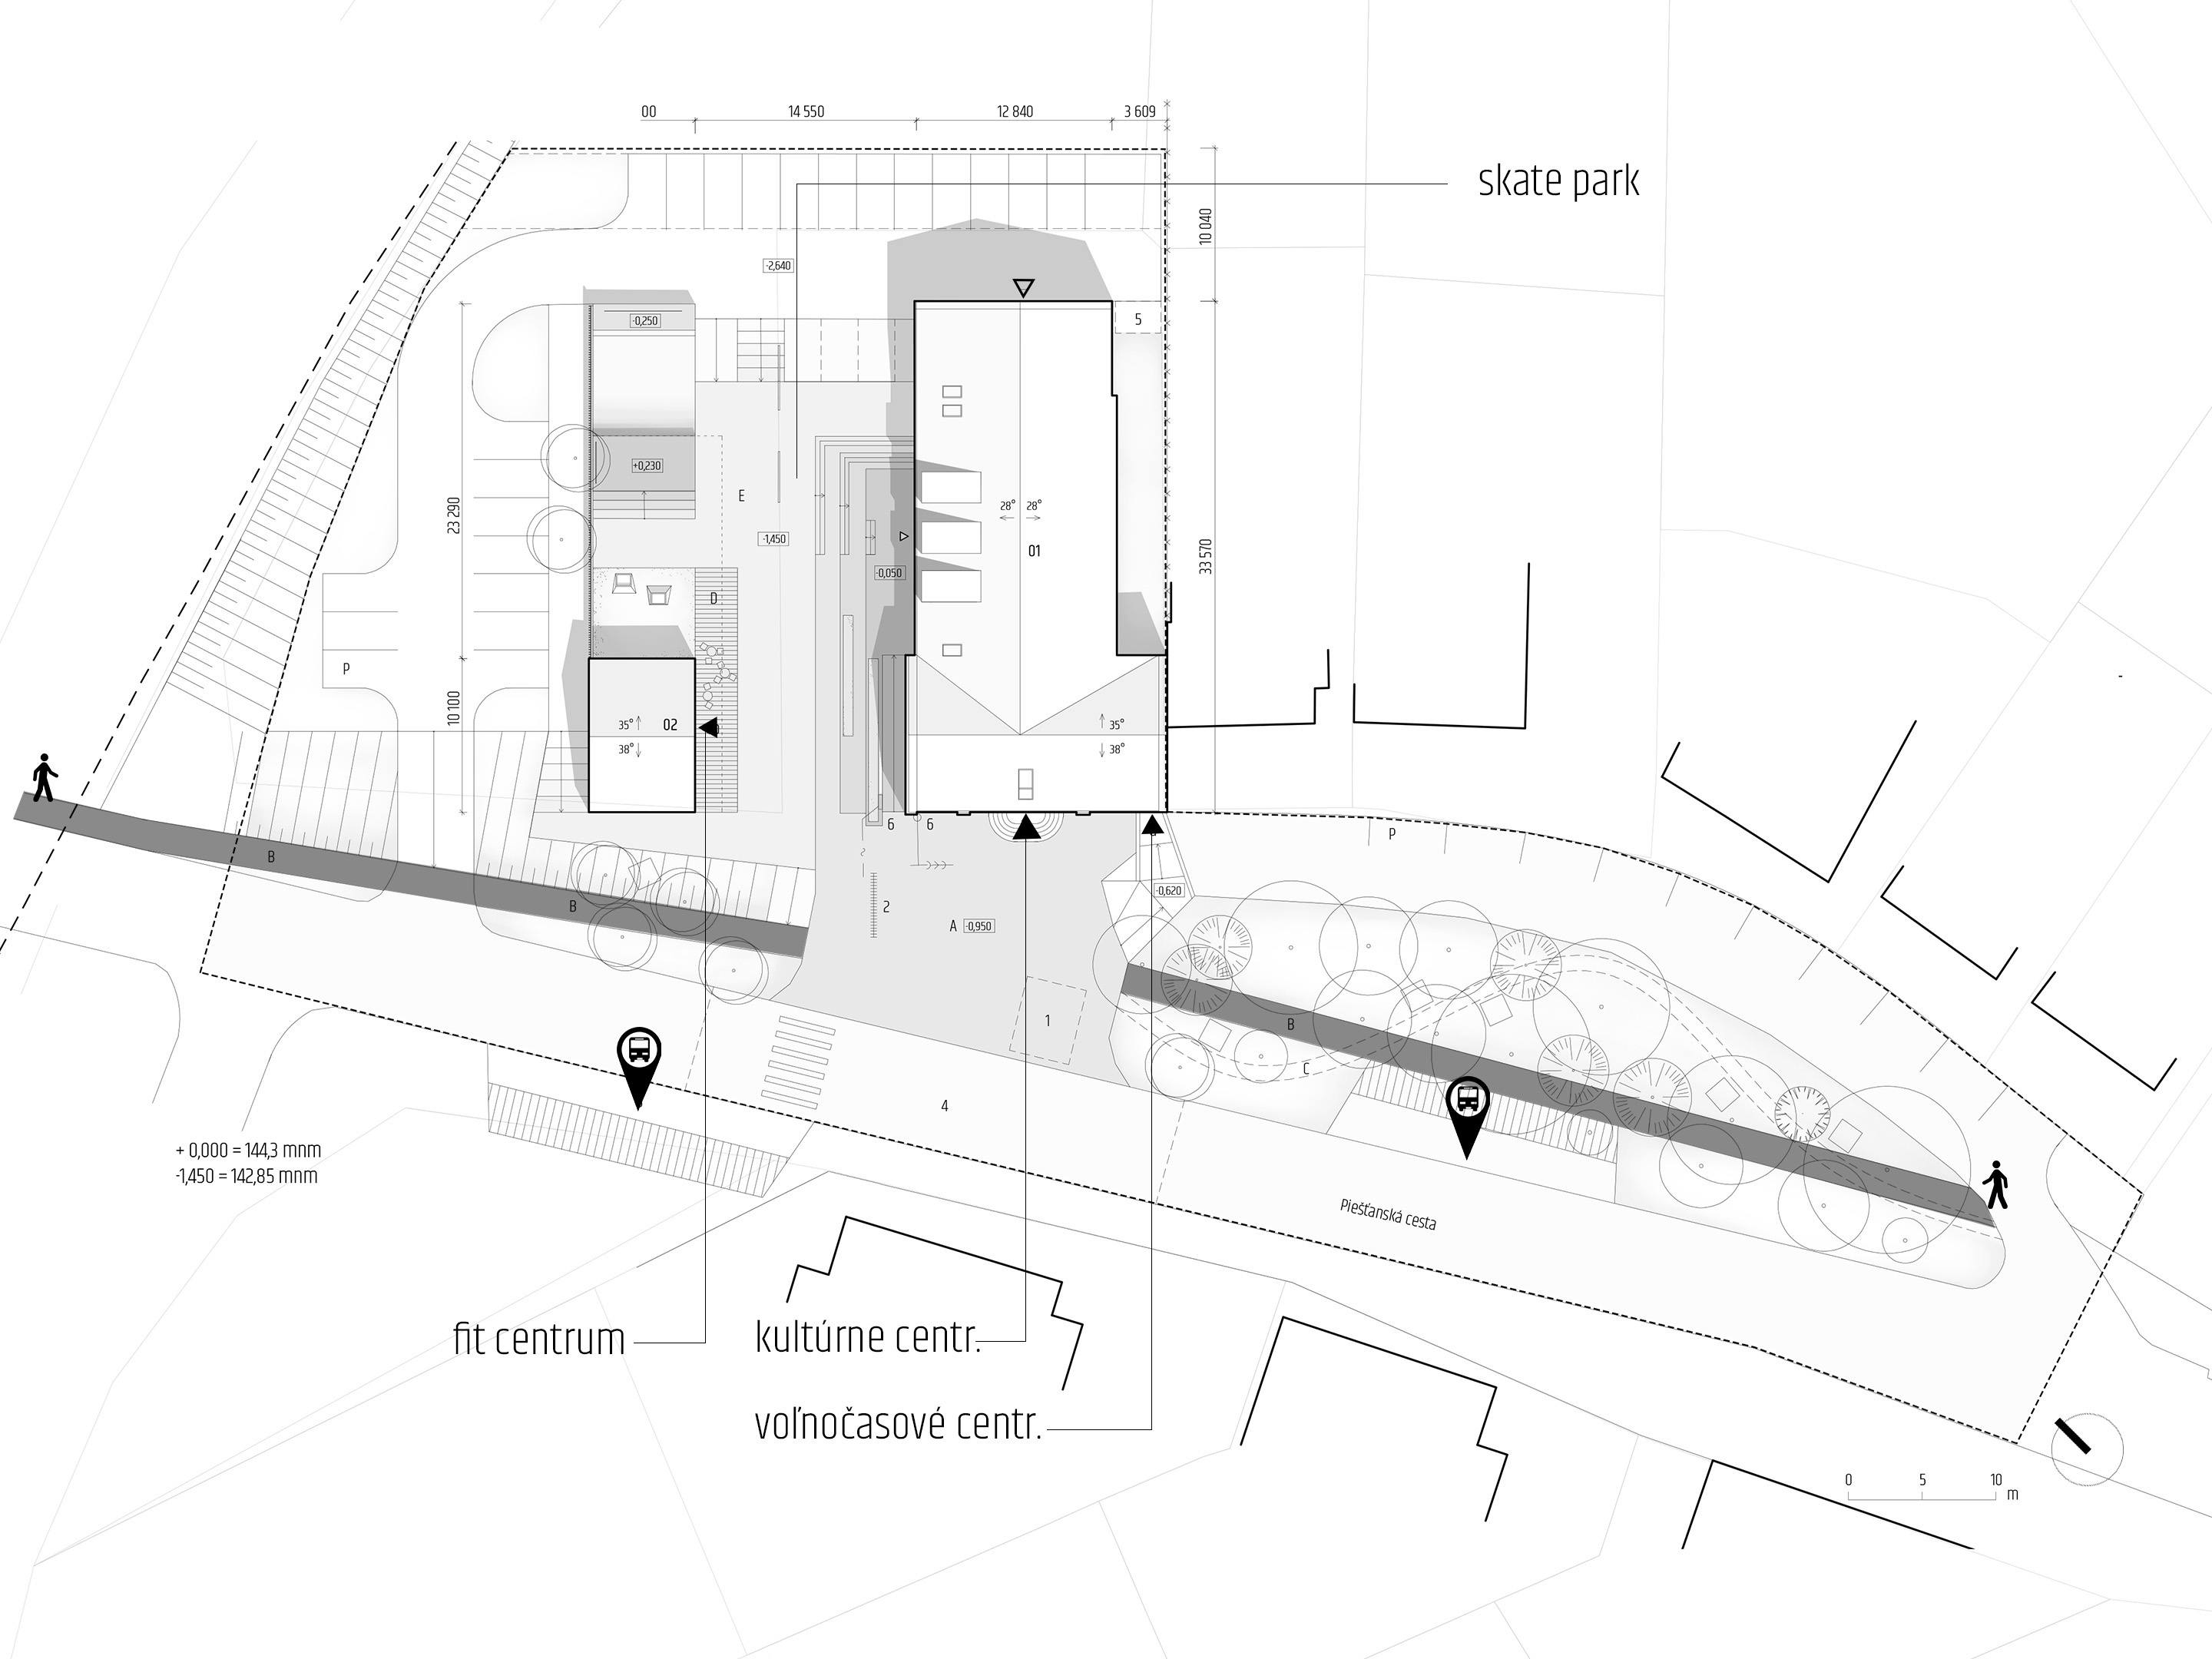 00 14 550 12 840 3 609
skate park
10 040
-2,640
-0,250
5
+0,230
E
28° 28°
23 290
-1,450
01
33 570
-0,050
D
P
10 100
35° 02
38°
35°
38°
6 6
P
B
-0,620
B
2
A -0,950
1
B
C
4
+ 0,000 = 144,3 mnm
-1,450 = 142,85 mnm
Piešťanská cesta
fit centrum
kultúrne centr.
voľnočasové centr.
0 5 10
m